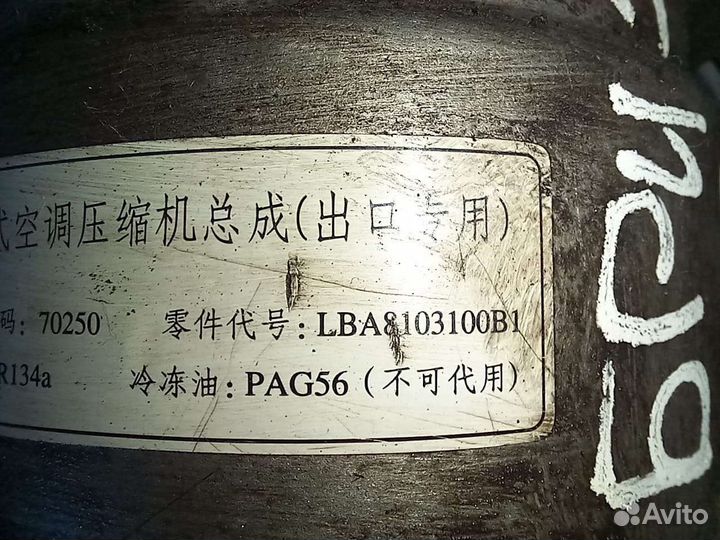 式空调压缩机总成(出口专用)
码: 70250 零件代号: LBA8103100B1
R134a 冷冻油: PAG56 (不可代用)
Avito